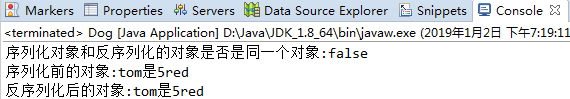 Markers Properties Servers Data Source Explorer Snippets Console
<terminated> Dog [Java Application] D:\Java\JDK_1.8_64\bin\javaw.exe (2019年1月2日 下午7:19:11
序列化对象和反序列化的对象是否是同一个对象:false
序列化前的对象:tom是5red
反序列化后的对象:tom是5red